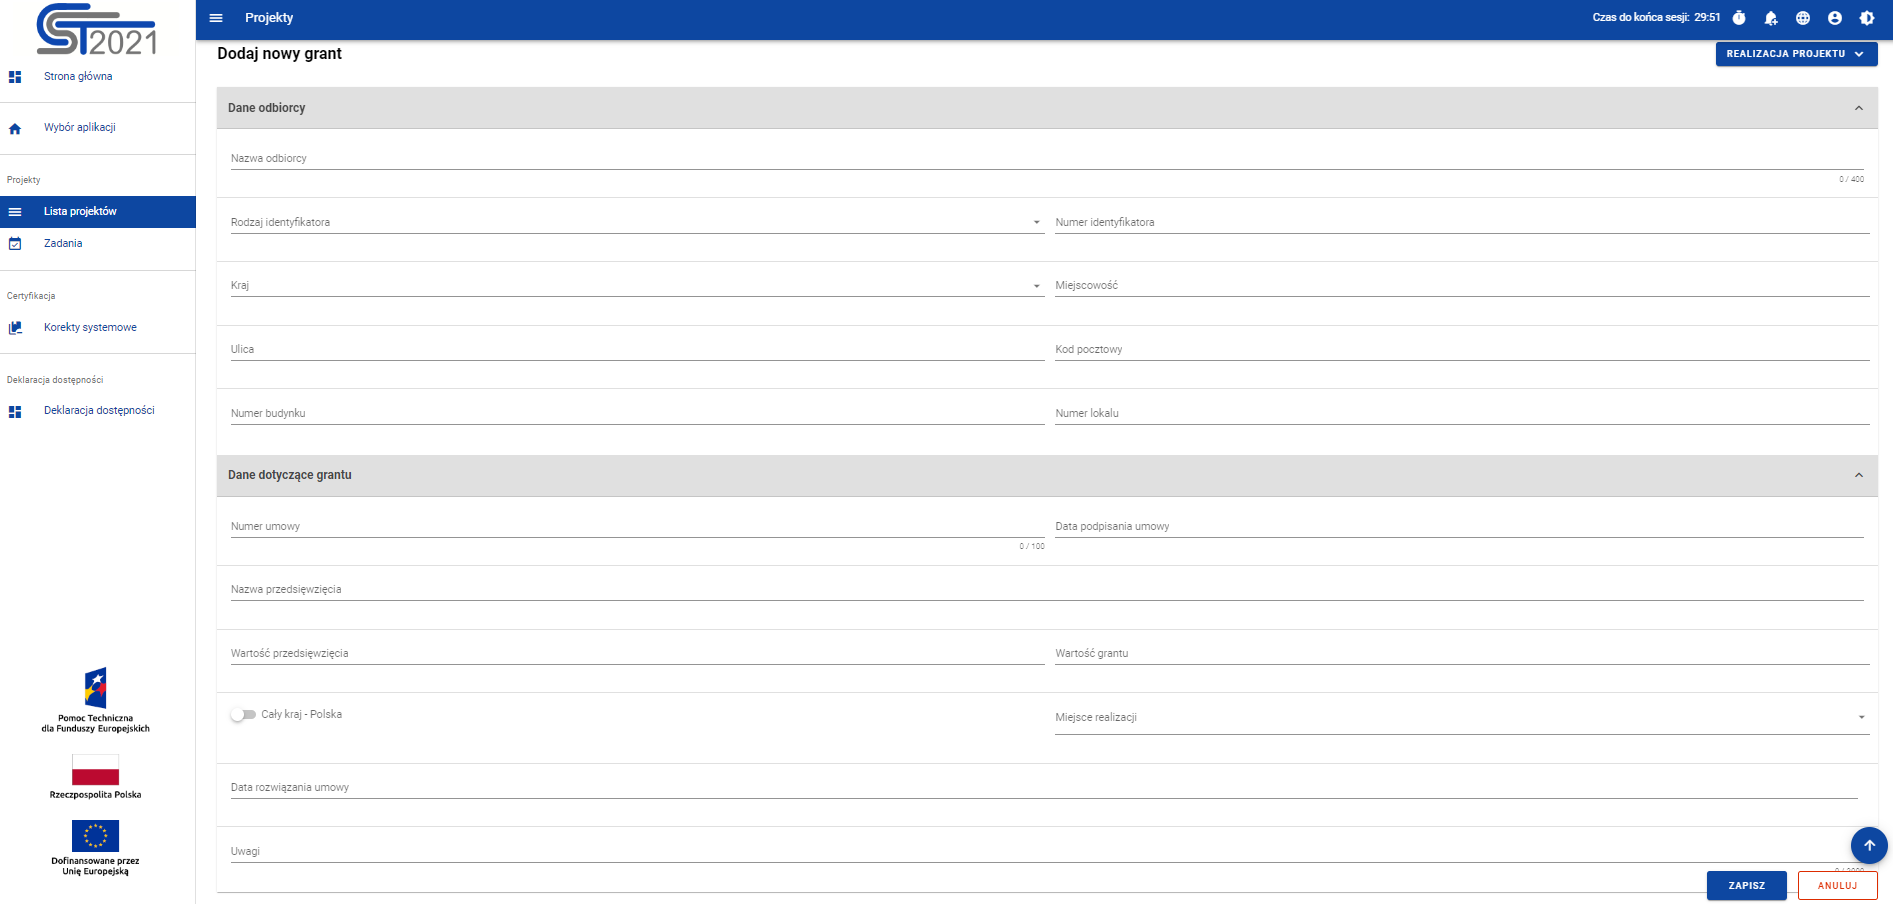 CST2021
Projekty
Czas do końca sesji: 29:51
Strona główna
Wybór aplikacji
Projekty
Lista projektów
Zadania
Certyfikacja
Korekty systemowe
Deklaracja dostępności
Deklaracja dostępności
Pomoc Techniczna
dla Funduszy Europejskich
Rzeczpospolita Polska
Dofinansowane przez
Unię Europejską
Dodaj nowy grant
REALIZACJA PROJEKTU
Dane odbiorcy
Nazwa odbiorcy
0 / 400
Rodzaj identyfikatora
Numer identyfikatora
Kraj
Miejscowość
Ulica
Kod pocztowy
Numer budynku
Numer lokalu
Dane dotyczące grantu
Numer umowy
0 / 100
Data podpisania umowy
Nazwa przedsięwzięcia
Wartość przedsięwzięcia
Wartość grantu
Cały kraj - Polska
Miejsce realizacji
Data rozwiązania umowy
Uwagi
ZAPISZ
ANULUJ